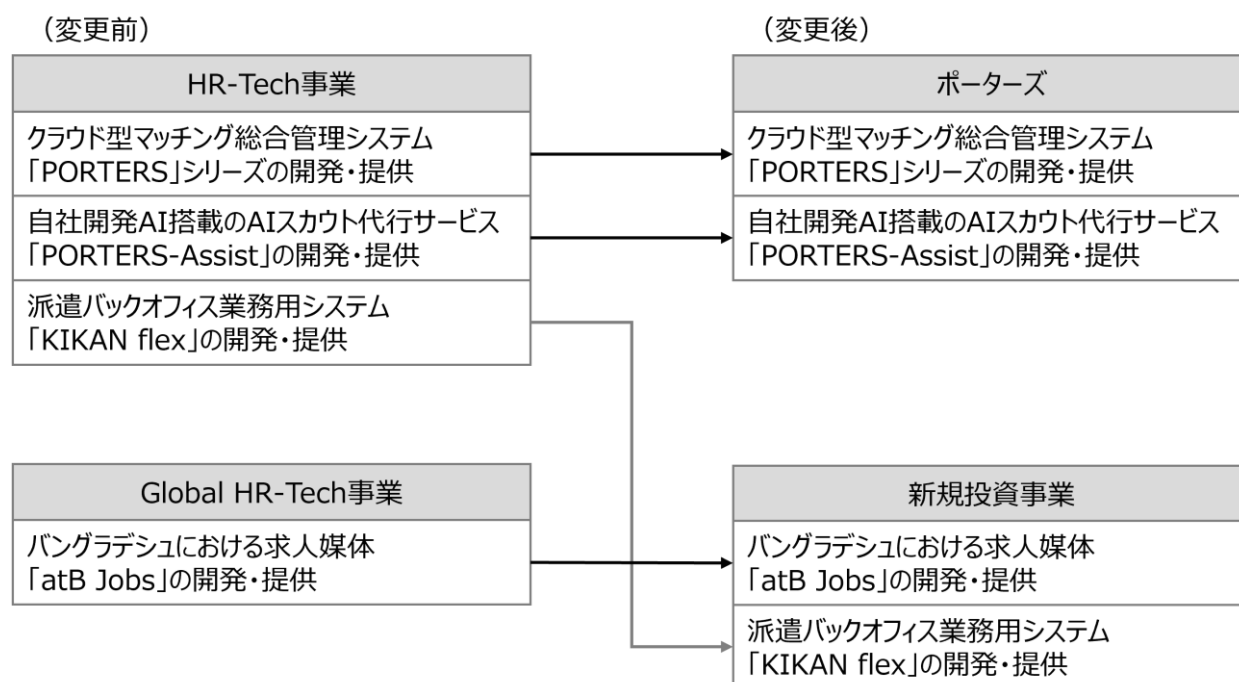 （変更前）
HR-Tech事業
クラウド型マッチング総合管理システム
「PORTERS」シリーズの開発・提供
自社開発AI搭載のAIスカウト代行サービス
「PORTERS-Assist」の開発・提供
派遣バックオフィス業務用システム
「KIKAN flex」の開発・提供
Global HR-Tech事業
バングラデシュにおける求人媒体
「atB Jobs」の開発・提供
（変更後）
ポーターズ
クラウド型マッチング総合管理システム
「PORTERS」シリーズの開発・提供
自社開発AI搭載のAIスカウト代行サービス
「PORTERS-Assist」の開発・提供
新規投資事業
バングラデシュにおける求人媒体
「atB Jobs」の開発・提供
派遣バックオフィス業務用システム
「KIKAN flex」の開発・提供